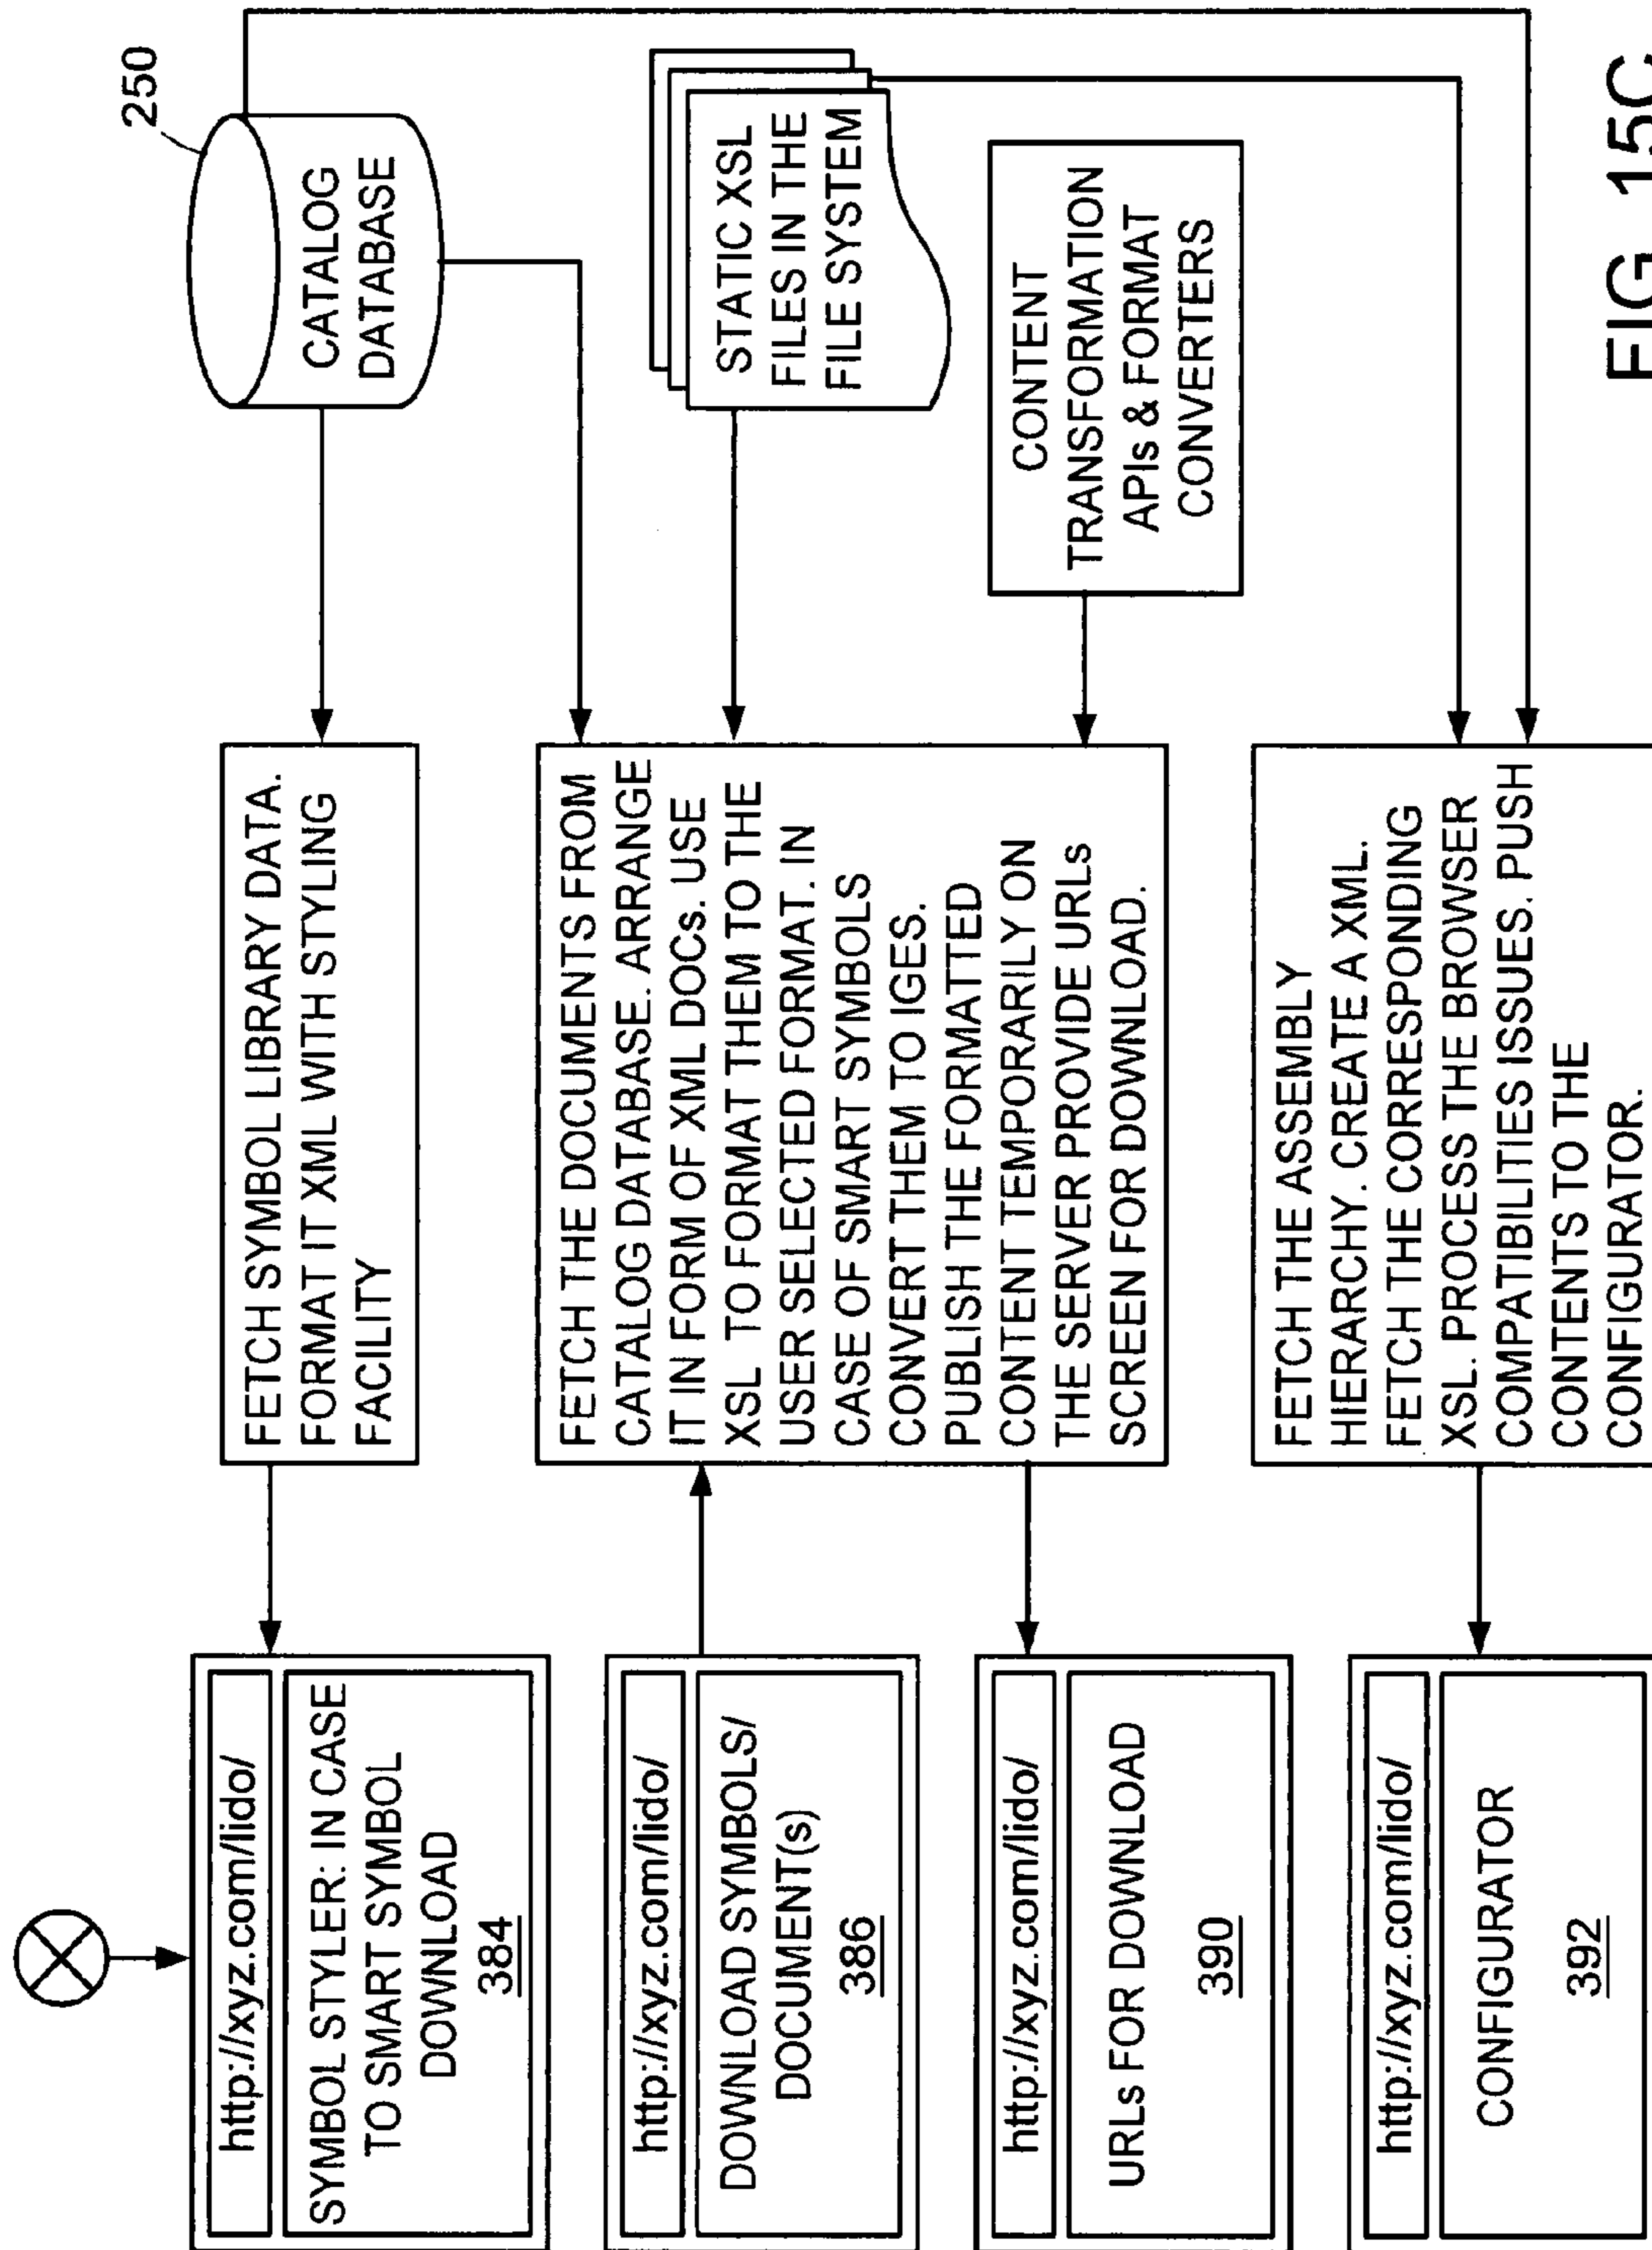 250
CATALOG
DATABASE
STATIC XSL
FILES IN THE
FILE SYSTEM
CONTENT
TRANSFORMATION
APIs & FORMAT
CONVERTERS
FETCH SYMBOL LIBRARY DATA.
FORMAT IT XML WITH STYLING
FACILITY
FETCH THE DOCUMENTS FROM
CATALOG DATABASE. ARRANGE
IT IN FORM OF XML DOCs. USE
XSL TO FORMAT THEM TO THE
USER SELECTED FORMAT. IN
CASE OF SMART SYMBOLS
CONVERT THEM TO IGES.
PUBLISH THE FORMATTED
CONTENT TEMPORARILY ON
THE SERVER PROVIDE URLs
SCREEN FOR DOWNLOAD.
FETCH THE ASSEMBLY
HIERARCHY. CREATE A XML.
FETCH THE CORRESPONDING
XSL. PROCESS THE BROWSER
COMPATIBILITIES ISSUES. PUSH
CONTENTS TO THE
CONFIGURATOR.
http://xyz.com/lido/
SYMBOL STYLER: IN CASE
TO SMART SYMBOL
DOWNLOAD
384
http://xyz.com/lido/
DOWNLOAD SYMBOLS/
DOCUMENT(s)
386
http://xyz.com/lido/
URLs FOR DOWNLOAD
390
http://xyz.com/lido/
CONFIGURATOR
392
FIG. 15C